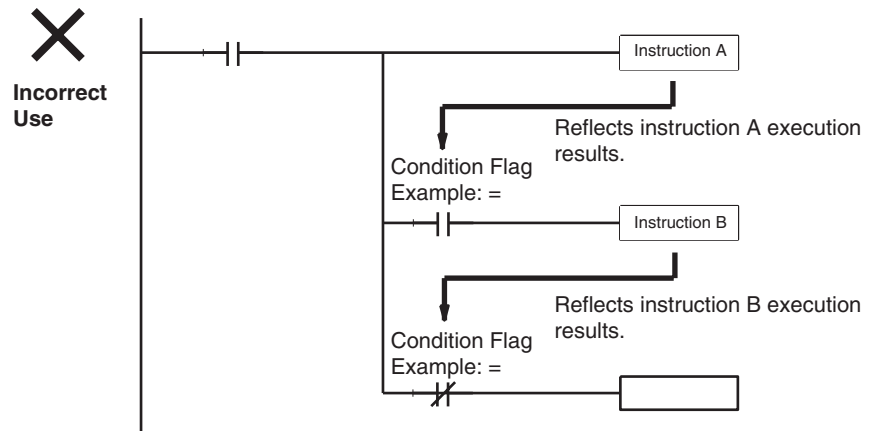 Incorrect
Use
Instruction A
Reflects instruction A execution
results.
Condition Flag
Example: =
Instruction B
Reflects instruction B execution
results.
Condition Flag
Example: =